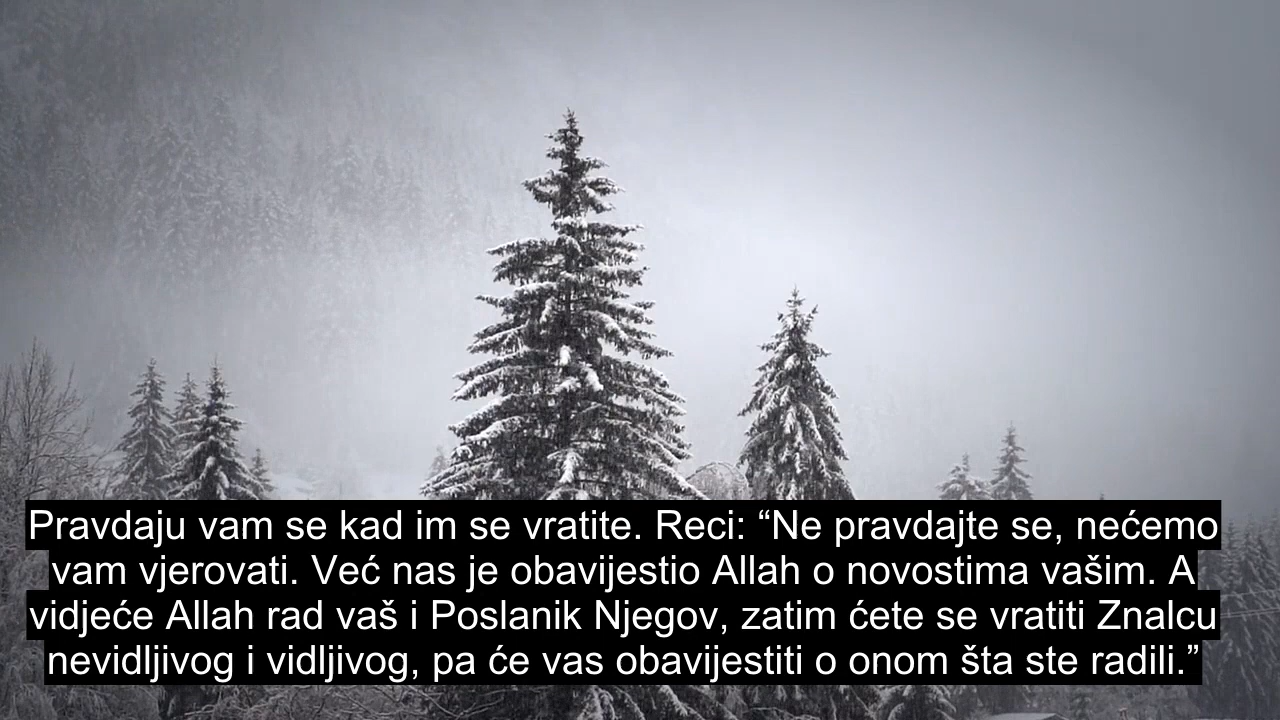 Pravdaju vam se kad im se vratite. Reci: “Ne pravdajte se, nećemo
vam vjerovati. Već nas je obavijestio Allah o novostima vašim. A
vidjeće Allah rad vaš i Poslanik Njegov, zatim ćete se vratiti Znalcu
nevidljivog i vidljivog, pa će vas obavijestiti o onom šta ste radili.”